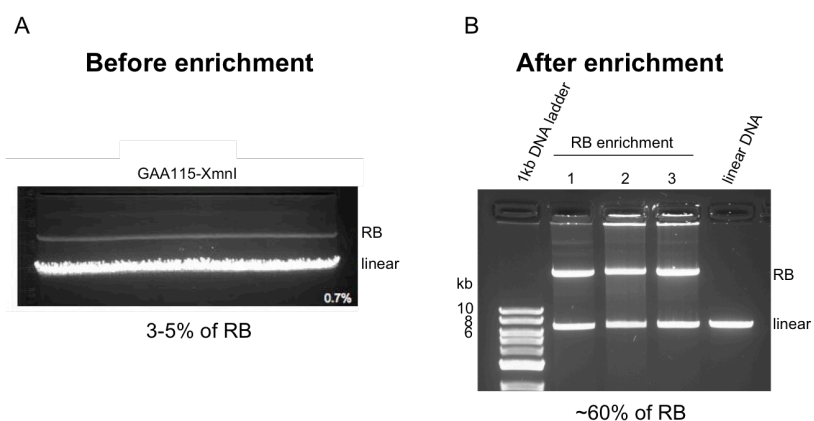 A
Before enrichment
GAA115-XmnI
RB
linear
0.7%
3-5% of RB
B
After enrichment
1kb DNA ladder
RB enrichment
linear DNA
1 2 3
kb
10
8
6
RB
linear
~60% of RB